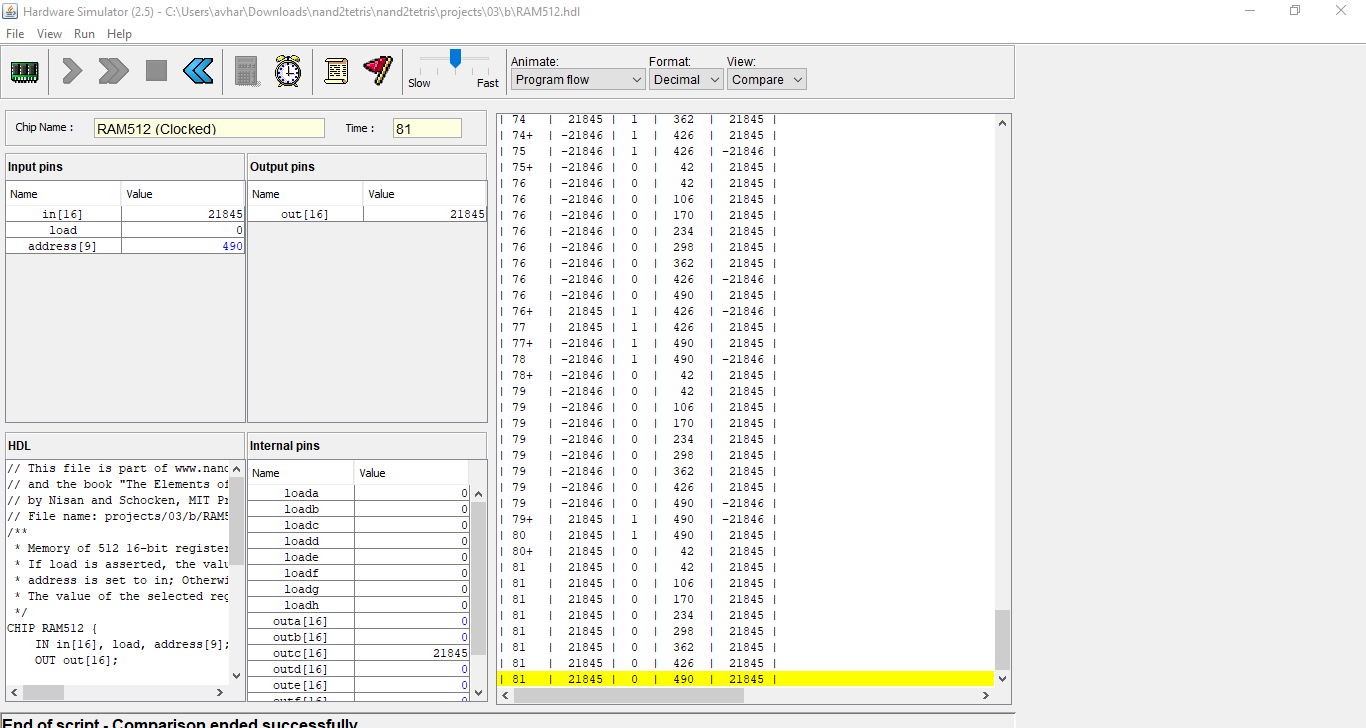 Hardware Simulator (2.5) - C:\Users\avhar\Downloads\nand2tetris\nand2tetris\projects\03\b\RAM512.hdl
File View Run Help
Slow Fast
Animate: Format: View:
Program flow Decimal Compare
Chip Name : RAM512 (Clocked) Time : 81
Input pins
Name Value
in[16] 21845
load 0
address[9] 490
Output pins
Name Value
out[16] 21845
HDL
// This file is part of www.nand
// and the book "The Elements of
// by Nisan and Schocken, MIT Pr
// File name: projects/03/b/RAM5
/**
* Memory of 512 16-bit register
* If load is asserted, the valu
* address is set to in; Otherwi
* The value of the selected reg
*/
CHIP RAM512 {
IN in[16], load, address[9];
OUT out[16];
Internal pins
Name Value
loada 0
loadb 0
loadc 0
loadd 0
loade 0
loadf 0
loadg 0
loadh 0
outa[16] 0
outb[16] 0
outc[16] 21845
outd[16] 0
oute[16] 0
outf[16] 0
| 74 | 21845 | 1 | 362 | 21845 |
| 74+ | -21846 | 1 | 426 | 21845 |
| 75 | -21846 | 1 | 426 | -21846 |
| 75+ | -21846 | 0 | 42 | 21845 |
| 76 | -21846 | 0 | 42 | 21845 |
| 76 | -21846 | 0 | 106 | 21845 |
| 76 | -21846 | 0 | 170 | 21845 |
| 76 | -21846 | 0 | 234 | 21845 |
| 76 | -21846 | 0 | 298 | 21845 |
| 76 | -21846 | 0 | 362 | 21845 |
| 76 | -21846 | 0 | 426 | -21846 |
| 76 | -21846 | 0 | 490 | 21845 |
| 76+ | 21845 | 1 | 426 | -21846 |
| 77 | 21845 | 1 | 426 | 21845 |
| 77+ | -21846 | 1 | 490 | 21845 |
| 78 | -21846 | 1 | 490 | -21846 |
| 78+ | -21846 | 0 | 42 | 21845 |
| 79 | -21846 | 0 | 42 | 21845 |
| 79 | -21846 | 0 | 106 | 21845 |
| 79 | -21846 | 0 | 170 | 21845 |
| 79 | -21846 | 0 | 234 | 21845 |
| 79 | -21846 | 0 | 298 | 21845 |
| 79 | -21846 | 0 | 362 | 21845 |
| 79 | -21846 | 0 | 426 | 21845 |
| 79 | -21846 | 0 | 490 | -21846 |
| 79+ | 21845 | 1 | 490 | -21846 |
| 80 | 21845 | 1 | 490 | 21845 |
| 80+ | 21845 | 0 | 42 | 21845 |
| 81 | 21845 | 0 | 42 | 21845 |
| 81 | 21845 | 0 | 106 | 21845 |
| 81 | 21845 | 0 | 170 | 21845 |
| 81 | 21845 | 0 | 234 | 21845 |
| 81 | 21845 | 0 | 298 | 21845 |
| 81 | 21845 | 0 | 362 | 21845 |
| 81 | 21845 | 0 | 426 | 21845 |
| 81 | 21845 | 0 | 490 | 21845 |
End of script - Comparison ended successfully